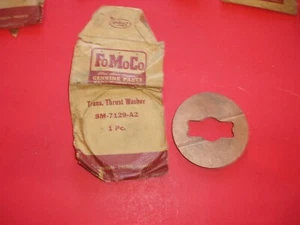 FoMoCo
GENUINE PARTS
Trans. Thrust Washer
8M-7129-A2
1 Pc.